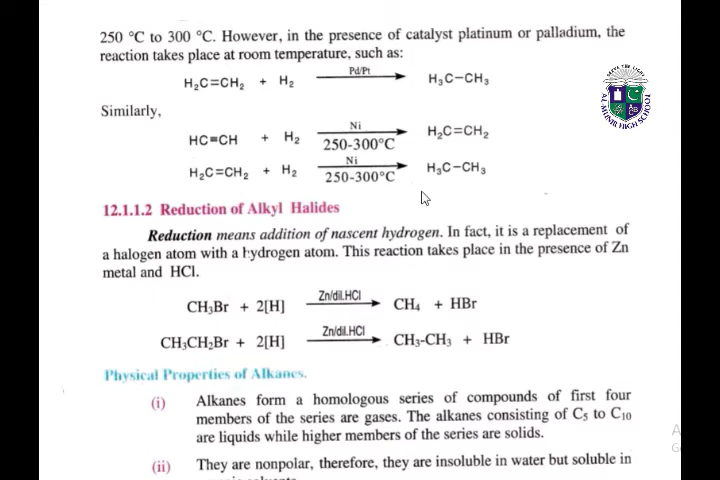 250 °C to 300 °C. However, in the presence of catalyst platinum or palladium, the
reaction takes place at room temperature, such as:
H₂C=CH₂ + H₂ Pd/Pt H₃C−CH₃
Similarly,
HC≡CH + H₂ Ni 250-300°C H₂C=CH₂
H₂C=CH₂ + H₂ Ni 250-300°C H₃C−CH₃
12.1.1.2 Reduction of Alkyl Halides
Reduction means addition of nascent hydrogen. In fact, it is a replacement of
a halogen atom with a hydrogen atom. This reaction takes place in the presence of Zn
metal and HCl.
CH₃Br + 2[H] Zn/dil.HCl CH₄ + HBr
CH₃CH₂Br + 2[H] Zn/dil.HCl CH₃-CH₃ + HBr
Physical Properties of Alkanes.
(i) Alkanes form a homologous series of compounds of first four
members of the series are gases. The alkanes consisting of C₅ to C₁₀
are liquids while higher members of the series are solids.
(ii) They are nonpolar, therefore, they are insoluble in water but soluble in
AL MUNIR HIGH SCHOOL